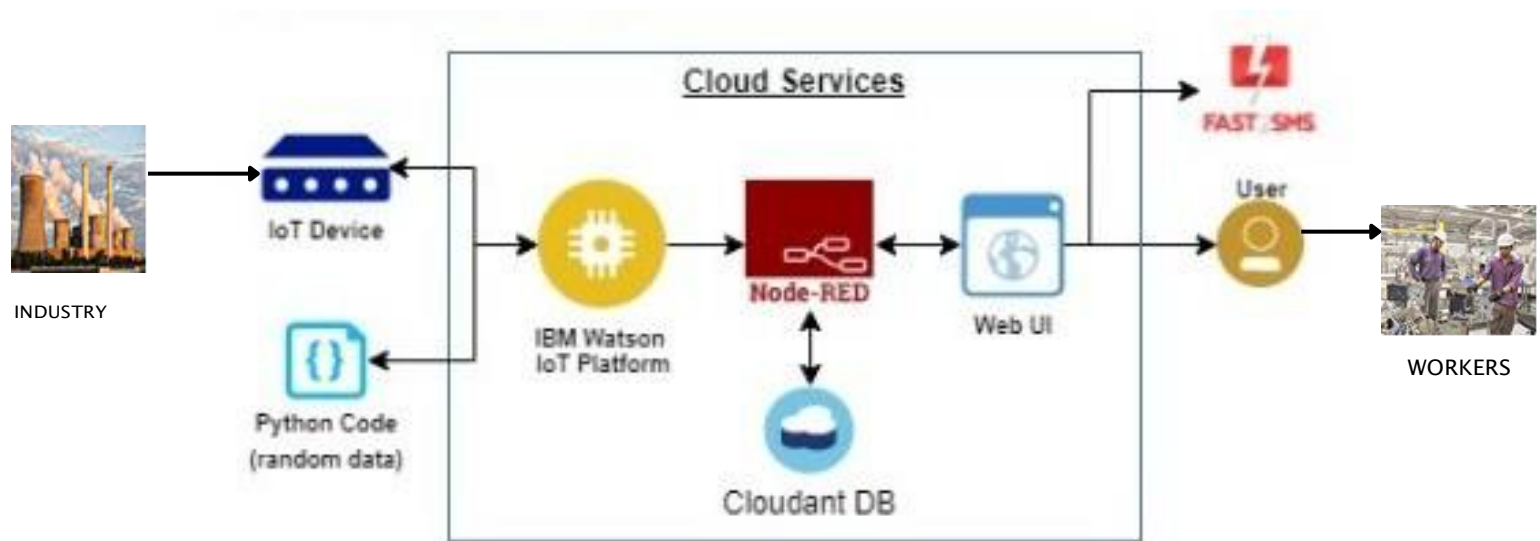 Cloud Services
FAST SMS
User
IoT Device
INDUSTRY
Node-RED
IBM Watson
IoT Platform
Web UI
WORKERS
Python Code
(random data)
{}
Cloudant DB